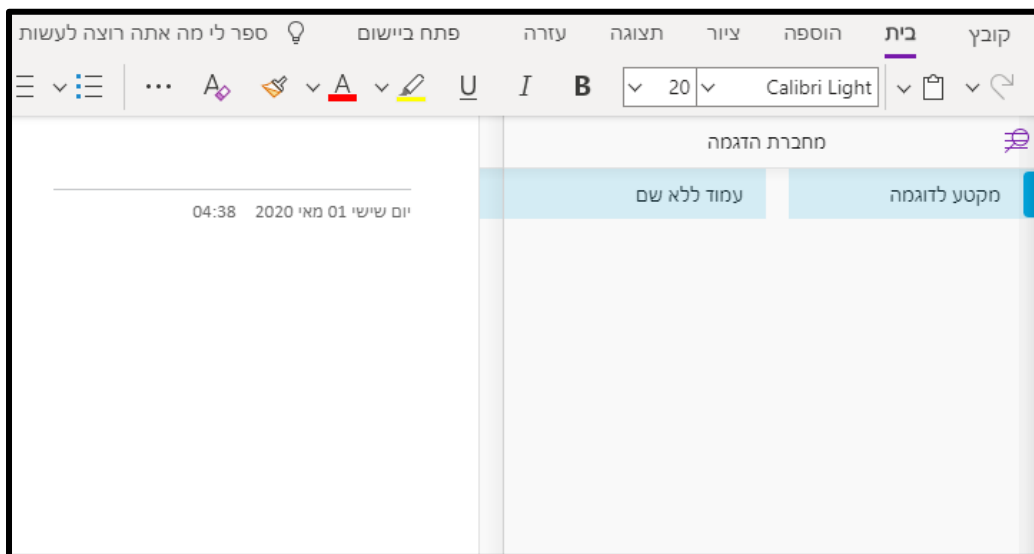 קובץ בית הוספה ציור תצוגה עזרה פתח ביישום ספר לי מה אתה רוצה לעשות
Calibri Light 20 B I U A A
מחברת הדגמה
מקטע לדוגמה עמוד ללא שם
יום שישי 01 מאי 2020 04:38